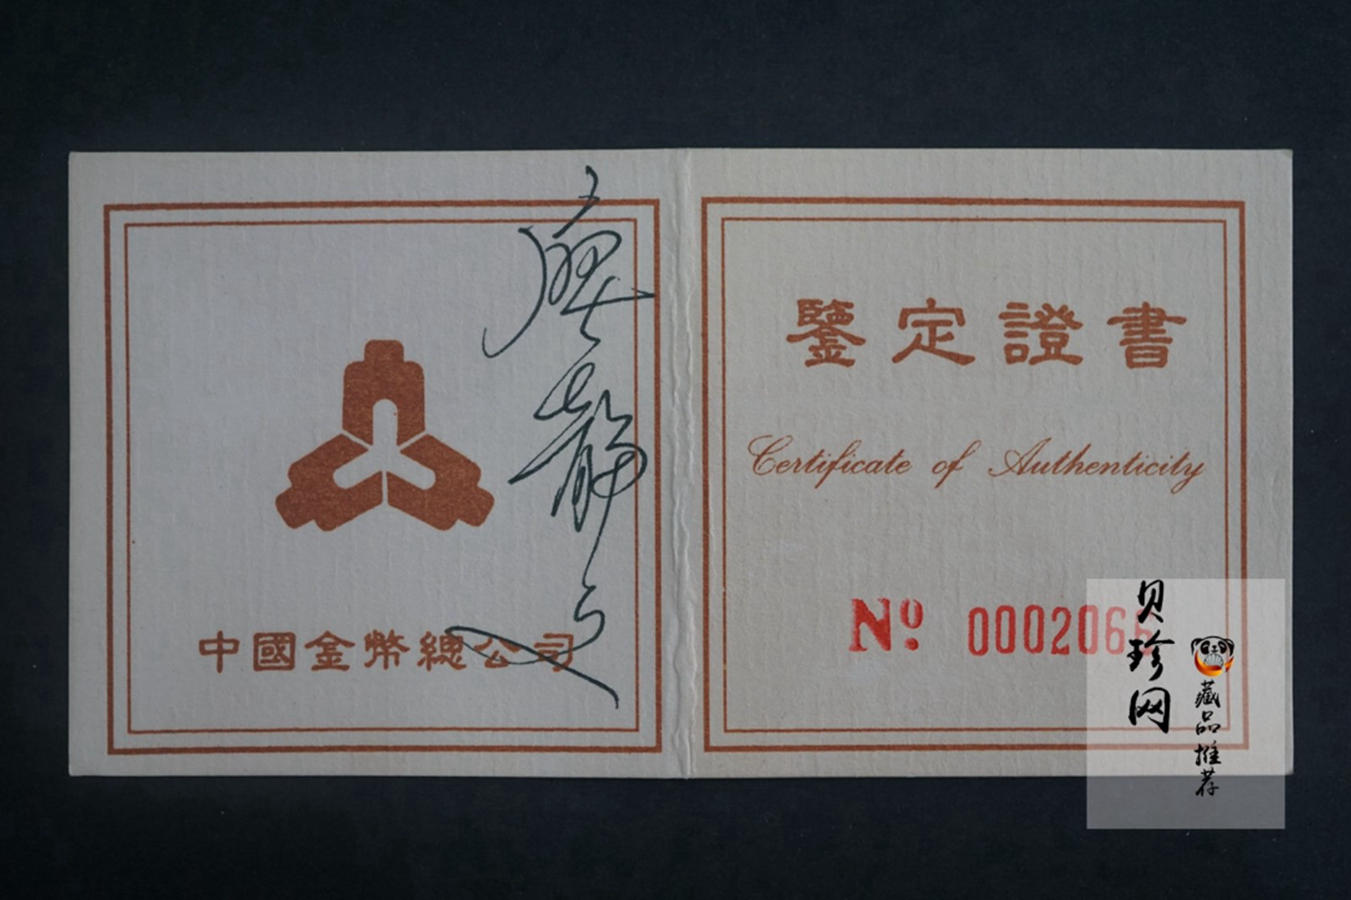 中國金幣總公司
鑒定證書
Certificate of Authenticity
Nº 000206
贝珍网
藏品推荐